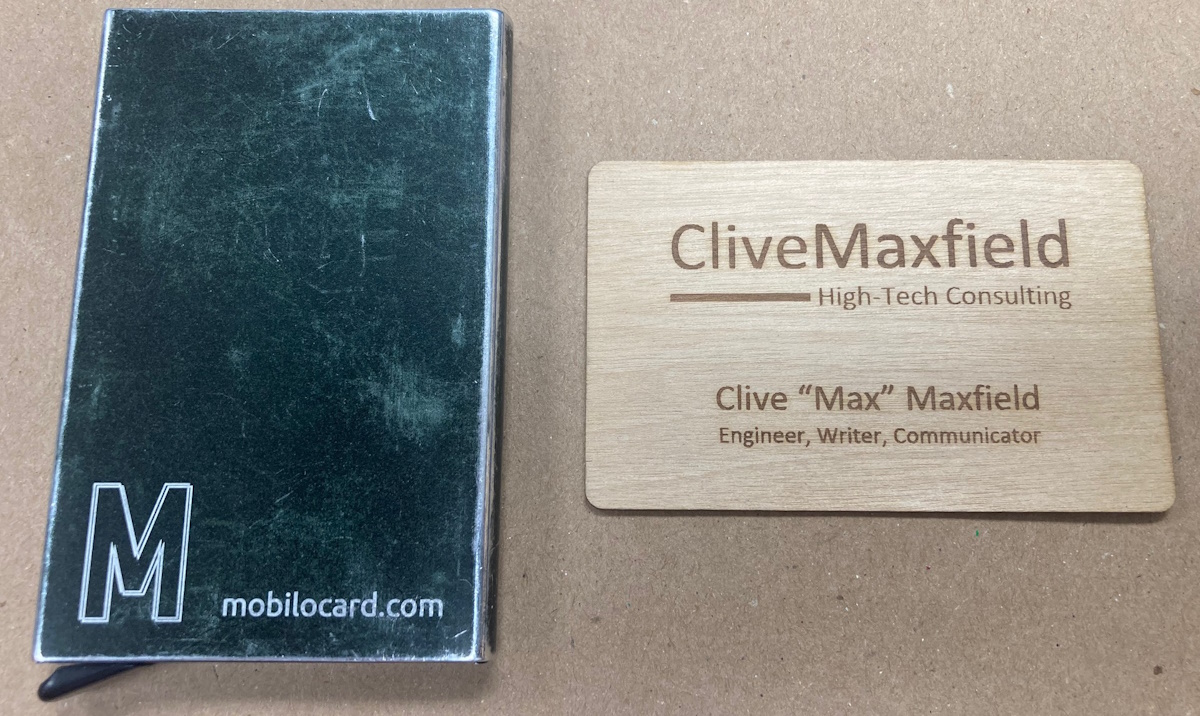 M
mobilocard.com
CliveMaxfield
High-Tech Consulting
Clive “Max” Maxfield
Engineer, Writer, Communicator